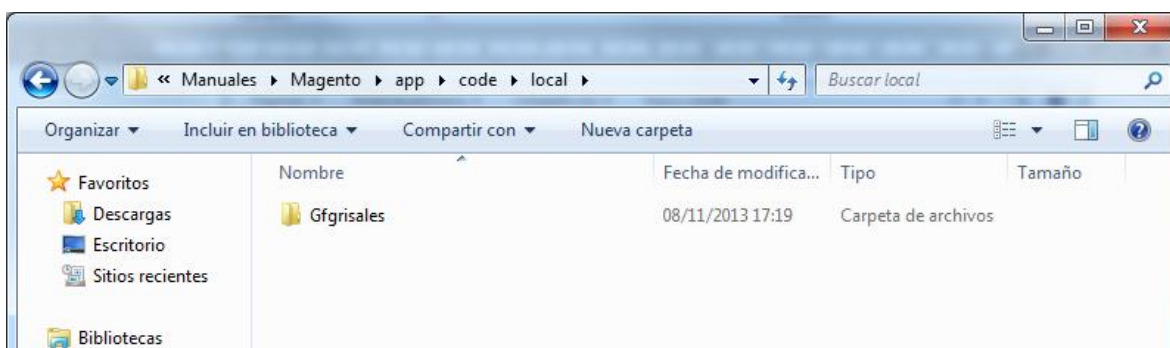 « Manuales Magento app code local
Buscar local
Organizar Incluir en biblioteca Compartir con Nueva carpeta
Nombre Fecha de modifica... Tipo Tamaño
Gfgrisales 08/11/2013 17:19 Carpeta de archivos
Favoritos
Descargas
Escritorio
Sitios recientes
Bibliotecas